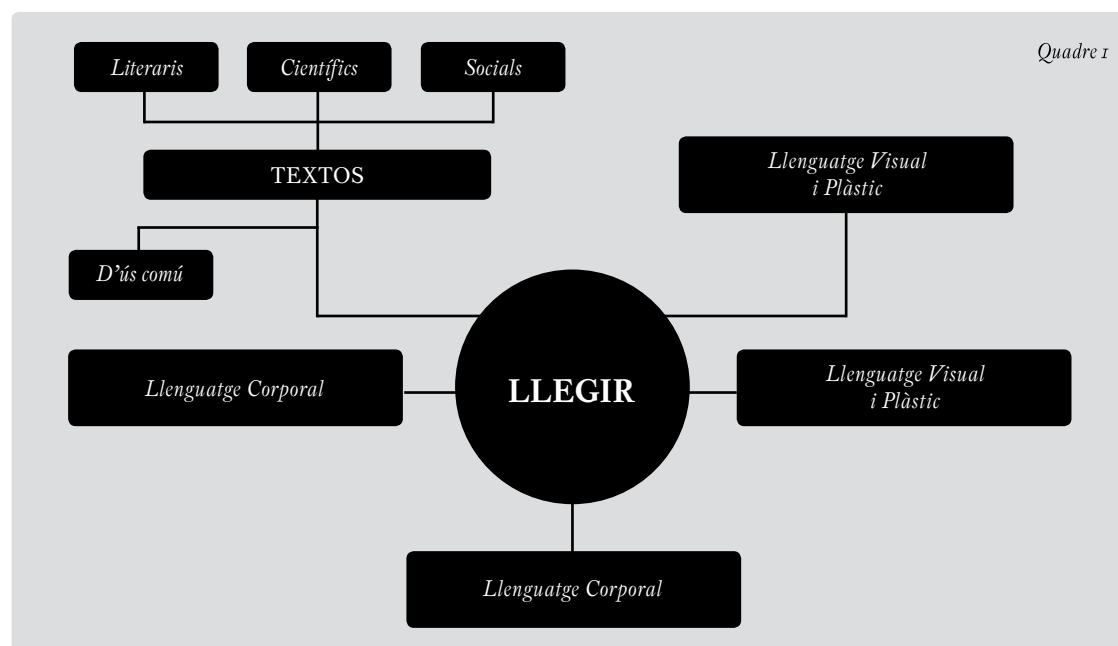 Quadre 1
Literaris
Científics
Socials
TEXTOS
Llenguatge Visual
i Plàstic
D'ús comú
LLEGIR
Llenguatge Corporal
Llenguatge Visual
i Plàstic
Llenguatge Corporal